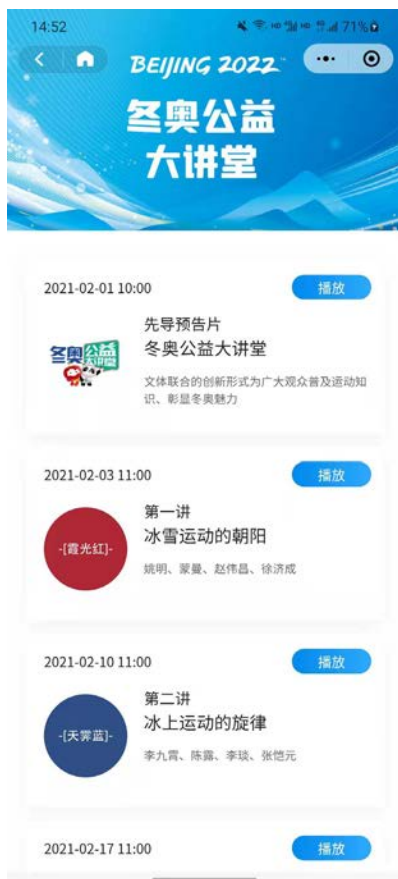 14:52
71%
BEIJING 2022
冬奥公益
大讲堂
2021-02-01 10:00
播放
先导预告片
冬奥公益大讲堂
冬奥公益
大讲堂
文体联合的创新形式为广大观众普及运动知
识、彰显冬奥魅力
2021-02-03 11:00
播放
第一讲
-[霞光红]-
冰雪运动的朝阳
姚明、蒙曼、赵伟昌、徐济成
2021-02-10 11:00
播放
第二讲
-[天霁蓝]-
冰上运动的旋律
李九霄、陈露、李琰、张恺元
2021-02-17 11:00
播放